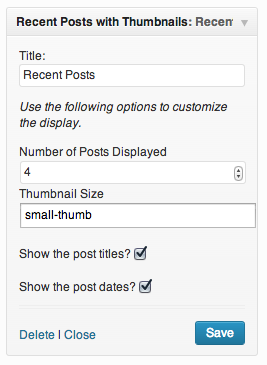 Recent Posts with Thumbnails: Recem
Title:
Recent Posts
Use the following options to customize
the display.
Number of Posts Displayed
4
Thumbnail Size
small-thumb
Show the post titles?
Show the post dates?
Delete | Close
Save